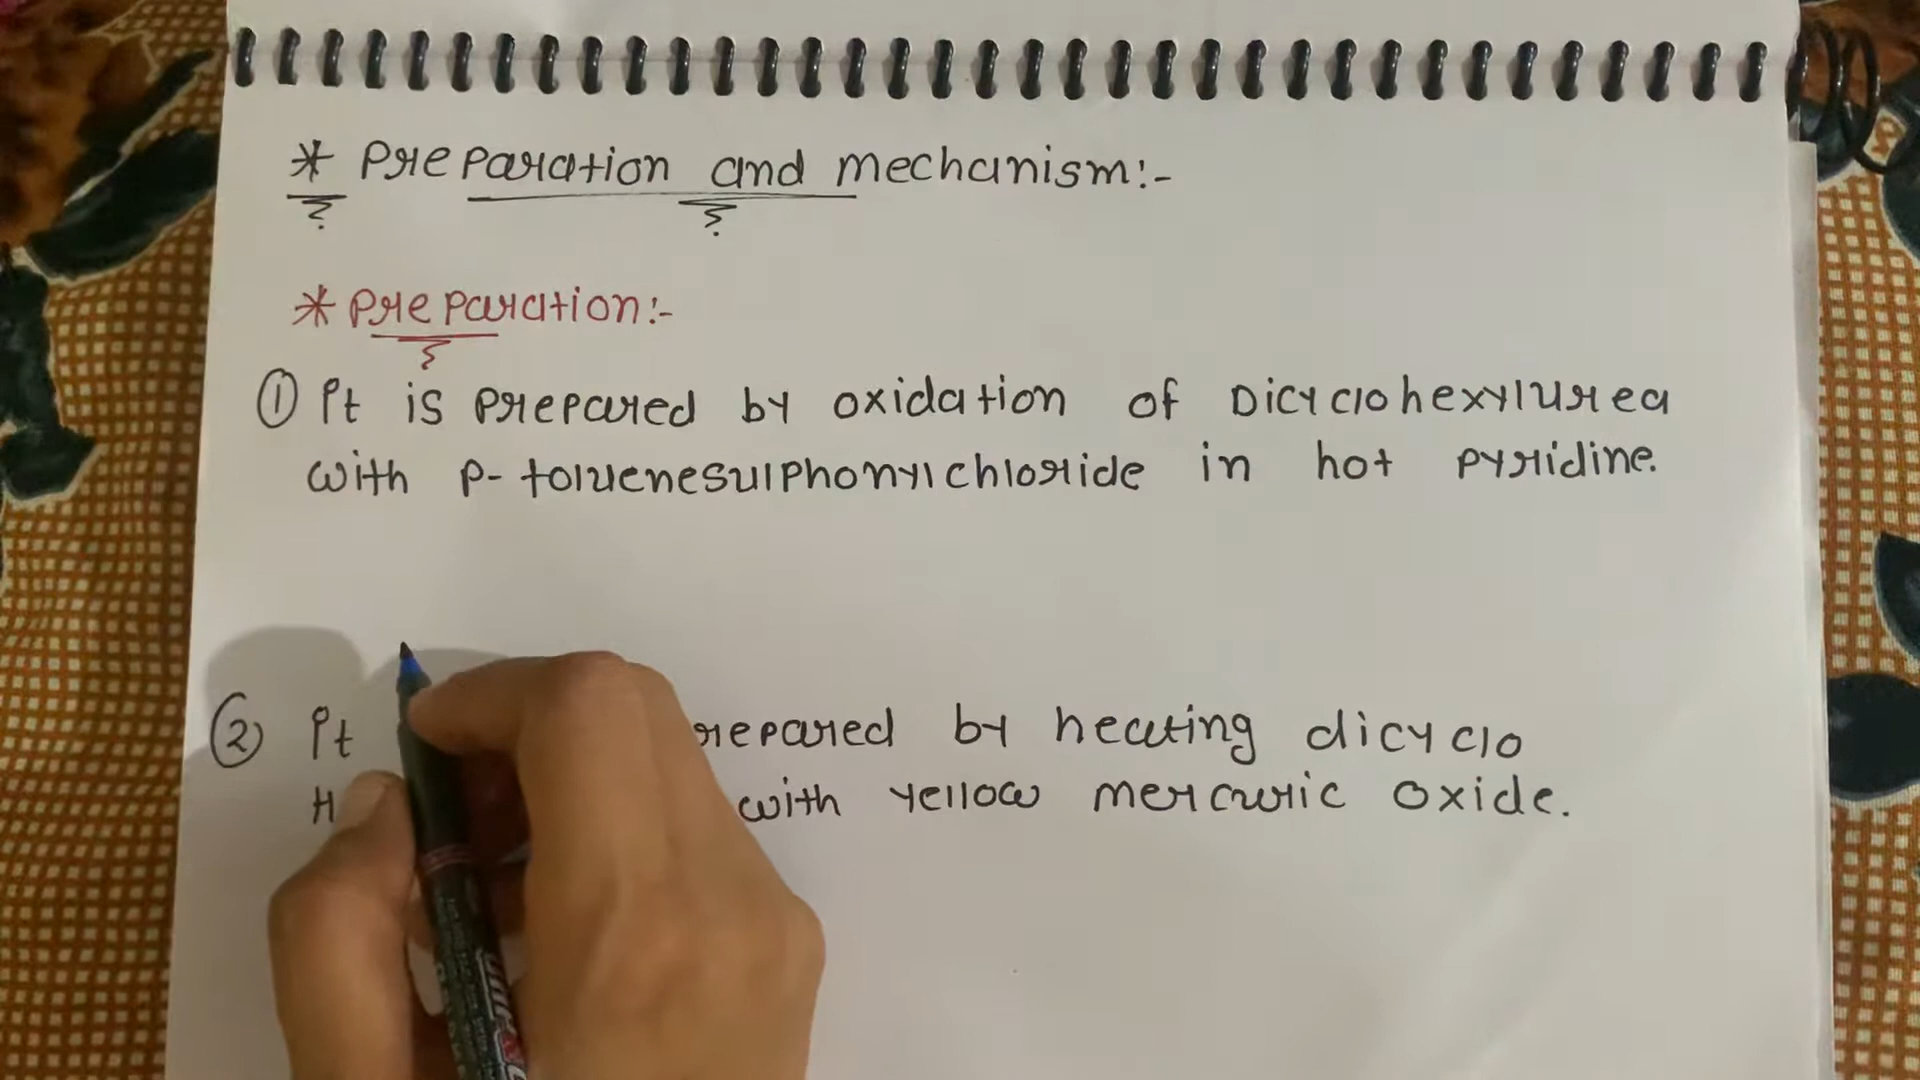 * Preparation and mechanism:-
* Preparation:-
① It is prepared by oxidation of Dicyclohexylurea
with P-toluenesulphonylchloride in hot pyridine.
② It repared by heating dicyclo
H with yellow mercuric oxide.